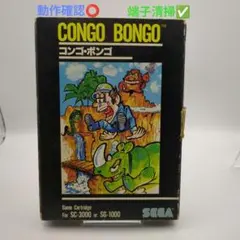 動作確認⭕ 端子清掃✅
CONGO BONGO™
コンゴ・ボンゴ
Game Cartridge
For SC-3000 or SG-1000
SEGA